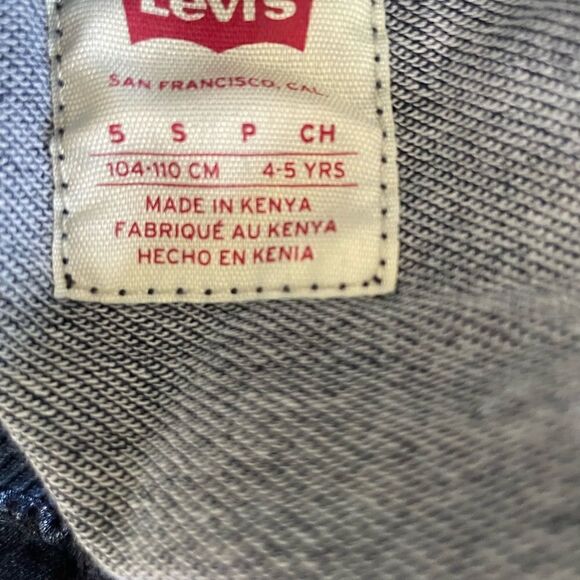 Levi's
SAN FRANCISCO, CAL.
5 S P CH
104-110 CM 4-5 YRS
MADE IN KENYA
FABRIQUÉ AU KENYA
HECHO EN KENIA